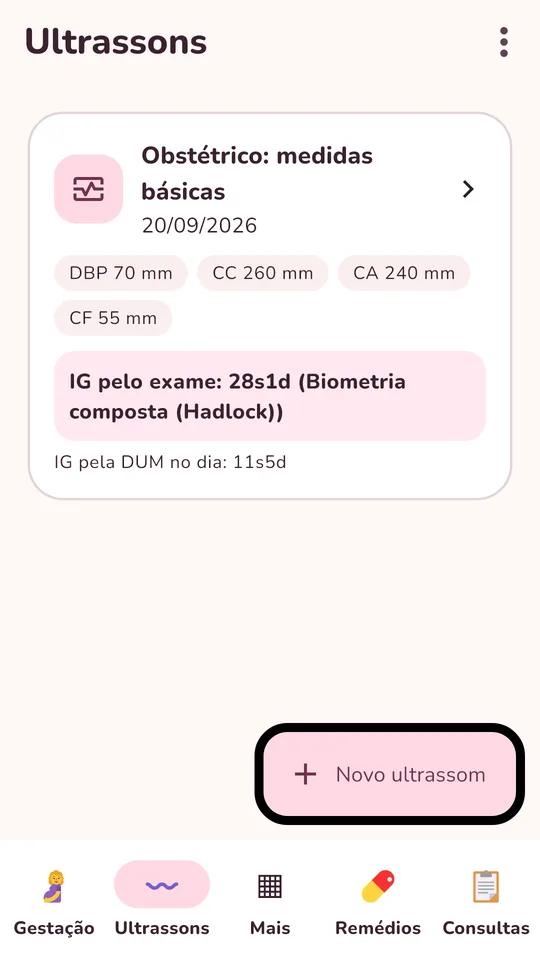 Ultrassons
Obstétrico: medidas
básicas
20/09/2026
DBP 70 mm
CC 260 mm
CA 240 mm
CF 55 mm
IG pelo exame: 28s1d (Biometria
composta (Hadlock))
IG pela DUM no dia: 11s5d
Novo ultrassom
Gestação
Ultrassons
Mais
Remédios
Consultas